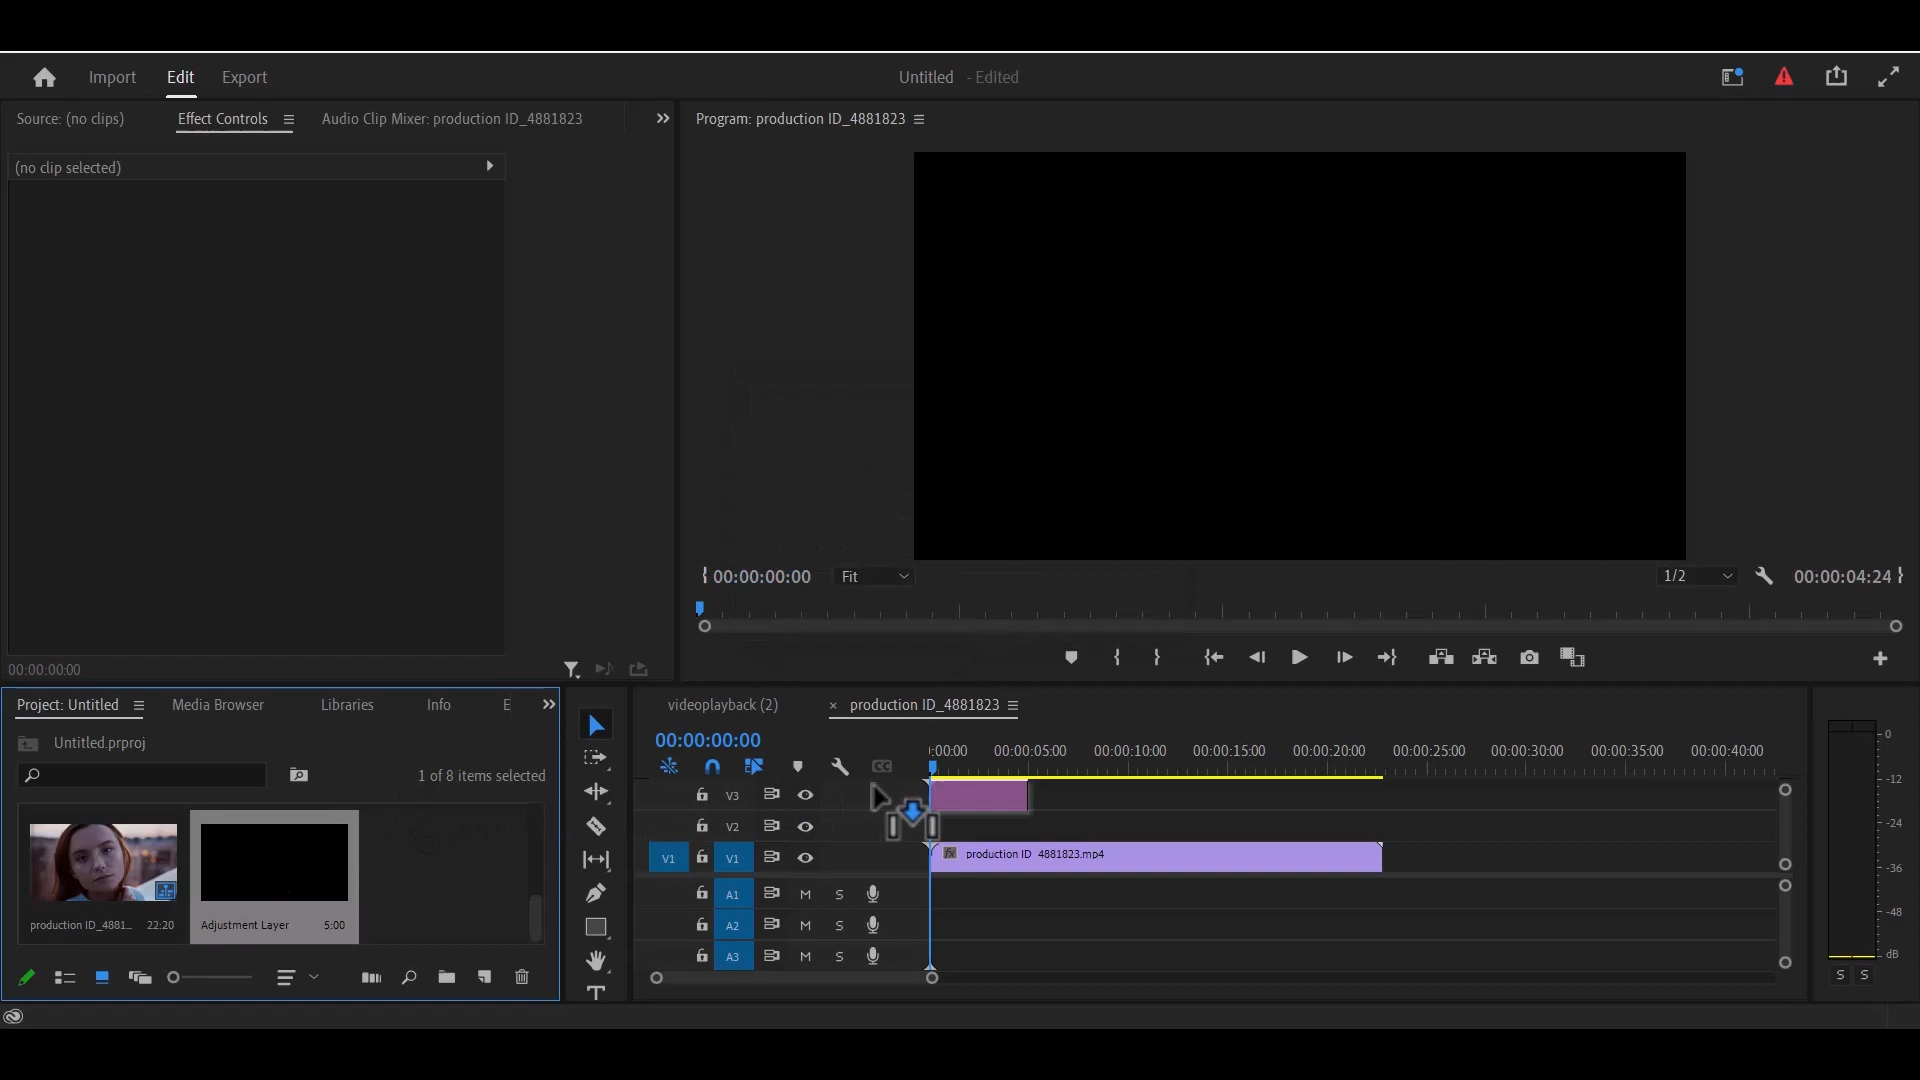 Import Edit Export
Untitled - Edited
Source: (no clips) Effect Controls Audio Clip Mixer: production ID_4881823
Program: production ID_4881823
(no clip selected)
00:00:00:00 Fit 1/2 00:00:04:24
00:00:00:00
Project: Untitled Media Browser Libraries Info E
Untitled.prproj
1 of 8 items selected
production ID_4881... 22:20
Adjustment Layer 5:00
videoplayback (2) × production ID_4881823
00:00:00:00
:00:00 00:00:05:00 00:00:10:00 00:00:15:00 00:00:20:00 00:00:25:00 00:00:30:00 00:00:35:00 00:00:40:00
CC
V3
V2
V1 V1 fx production ID_4881823.mp4
A1 M S
A2 M S
A3 M S
T
0
-12
-24
-36
-48
dB
S S